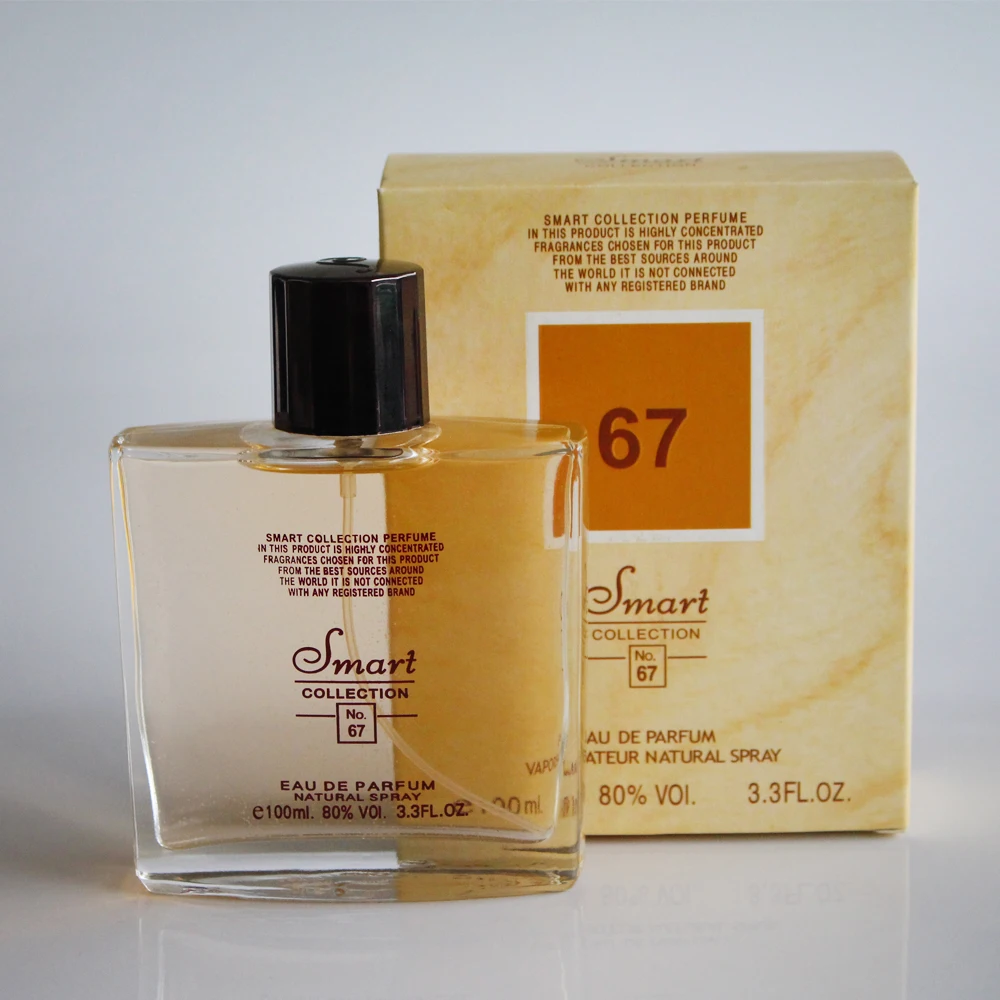 Smart
COLLECTION
SMART COLLECTION PERFUME
IN THIS PRODUCT IS HIGHLY CONCENTRATED
FRAGRANCES CHOSEN FOR THIS PRODUCT
FROM THE BEST SOURCES AROUND
THE WORLD IT IS NOT CONNECTED
WITH ANY REGISTERED BRAND
67
Smart
COLLECTION
No.
67
AU DE PARFUM
ATEUR NATURAL SPRAY
80% VOl. 3.3FL.OZ.
SMART COLLECTION PERFUME
IN THIS PRODUCT IS HIGHLY CONCENTRATED
FRAGRANCES CHOSEN FOR THIS PRODUCT
FROM THE BEST SOURCES AROUND
THE WORLD IT IS NOT CONNECTED
WITH ANY REGISTERED BRAND
Smart
COLLECTION
No.
67
EAU DE PARFUM
NATURAL SPRAY
e100ml. 80% VOl. 3.3FL.OZ.